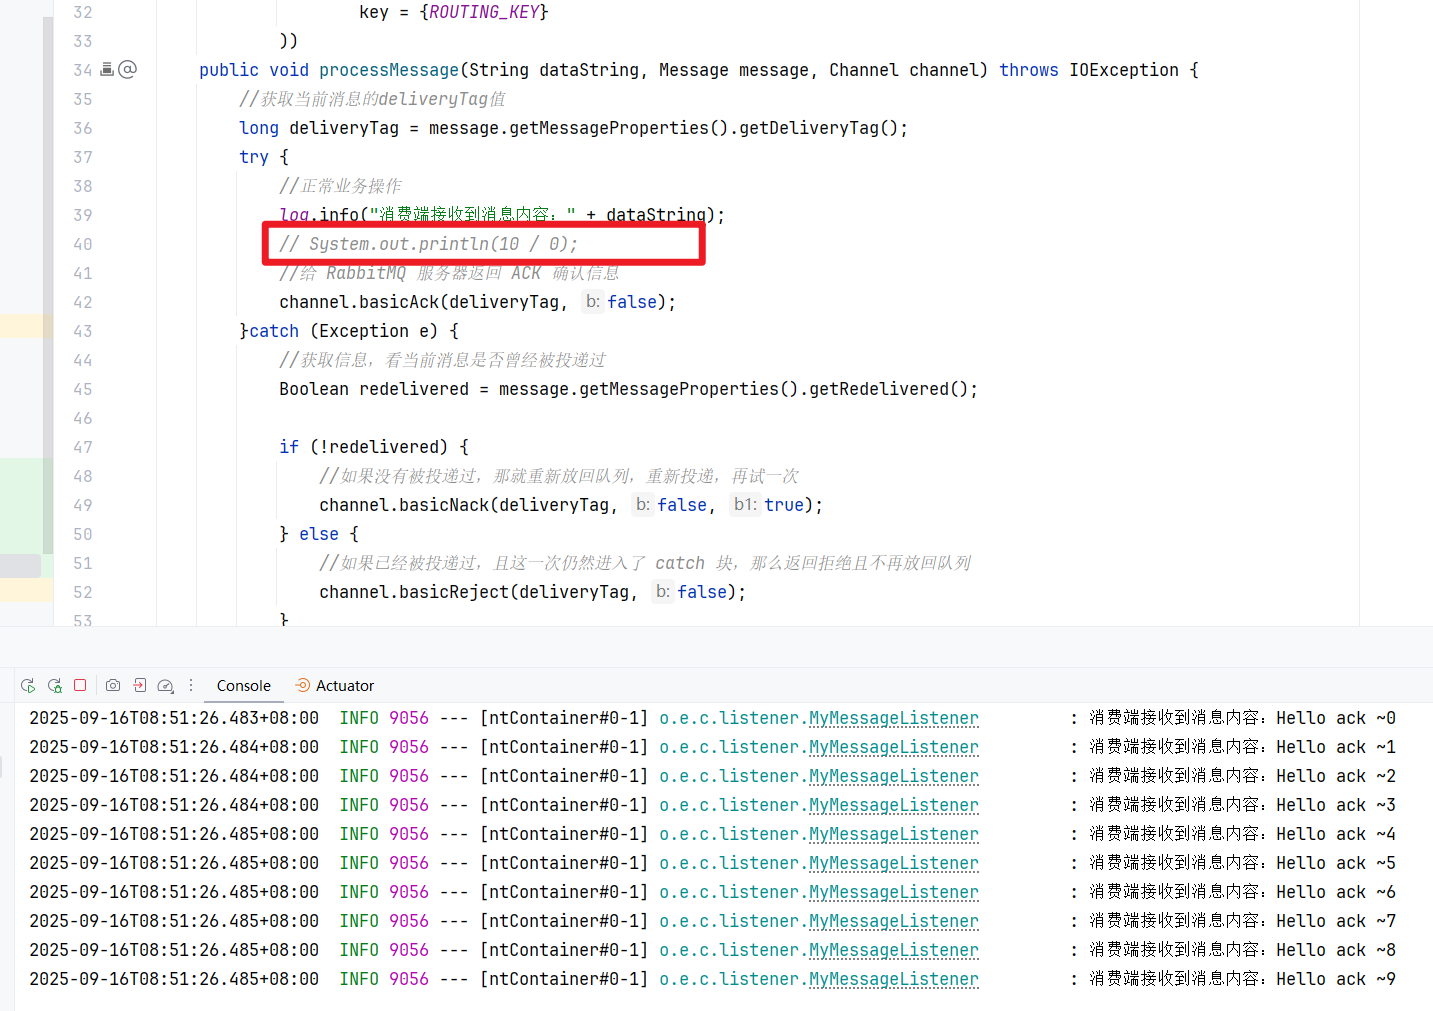 32 key = {ROUTING_KEY}
33 ))
34 public void processMessage(String dataString, Message message, Channel channel) throws IOException {
35 //获取当前消息的deliveryTag值
36 long deliveryTag = message.getMessageProperties().getDeliveryTag();
37 try {
38 //正常业务操作
39 log.info("消费端接收到消息内容：" + dataString);
40 // System.out.println(10 / 0);
41 //给 RabbitMQ 服务器返回 ACK 确认信息
42 channel.basicAck(deliveryTag, b: false);
43 }catch (Exception e) {
44 //获取信息，看当前消息是否曾经被投递过
45 Boolean redelivered = message.getMessageProperties().getRedelivered();
46
47 if (!redelivered) {
48 //如果没有被投递过，那就重新放回队列，重新投递，再试一次
49 channel.basicNack(deliveryTag, b: false, b1: true);
50 } else {
51 //如果已经被投递过，且这一次仍然进入了 catch 块，那么返回拒绝且不再放回队列
52 channel.basicReject(deliveryTag, b: false);
53 }
Console Actuator
2025-09-16T08:51:26.483+08:00 INFO 9056 --- [ntContainer#0-1] o.e.c.listener.MyMessageListener : 消费端接收到消息内容：Hello ack ~0
2025-09-16T08:51:26.484+08:00 INFO 9056 --- [ntContainer#0-1] o.e.c.listener.MyMessageListener : 消费端接收到消息内容：Hello ack ~1
2025-09-16T08:51:26.484+08:00 INFO 9056 --- [ntContainer#0-1] o.e.c.listener.MyMessageListener : 消费端接收到消息内容：Hello ack ~2
2025-09-16T08:51:26.484+08:00 INFO 9056 --- [ntContainer#0-1] o.e.c.listener.MyMessageListener : 消费端接收到消息内容：Hello ack ~3
2025-09-16T08:51:26.485+08:00 INFO 9056 --- [ntContainer#0-1] o.e.c.listener.MyMessageListener : 消费端接收到消息内容：Hello ack ~4
2025-09-16T08:51:26.485+08:00 INFO 9056 --- [ntContainer#0-1] o.e.c.listener.MyMessageListener : 消费端接收到消息内容：Hello ack ~5
2025-09-16T08:51:26.485+08:00 INFO 9056 --- [ntContainer#0-1] o.e.c.listener.MyMessageListener : 消费端接收到消息内容：Hello ack ~6
2025-09-16T08:51:26.485+08:00 INFO 9056 --- [ntContainer#0-1] o.e.c.listener.MyMessageListener : 消费端接收到消息内容：Hello ack ~7
2025-09-16T08:51:26.485+08:00 INFO 9056 --- [ntContainer#0-1] o.e.c.listener.MyMessageListener : 消费端接收到消息内容：Hello ack ~8
2025-09-16T08:51:26.485+08:00 INFO 9056 --- [ntContainer#0-1] o.e.c.listener.MyMessageListener : 消费端接收到消息内容：Hello ack ~9